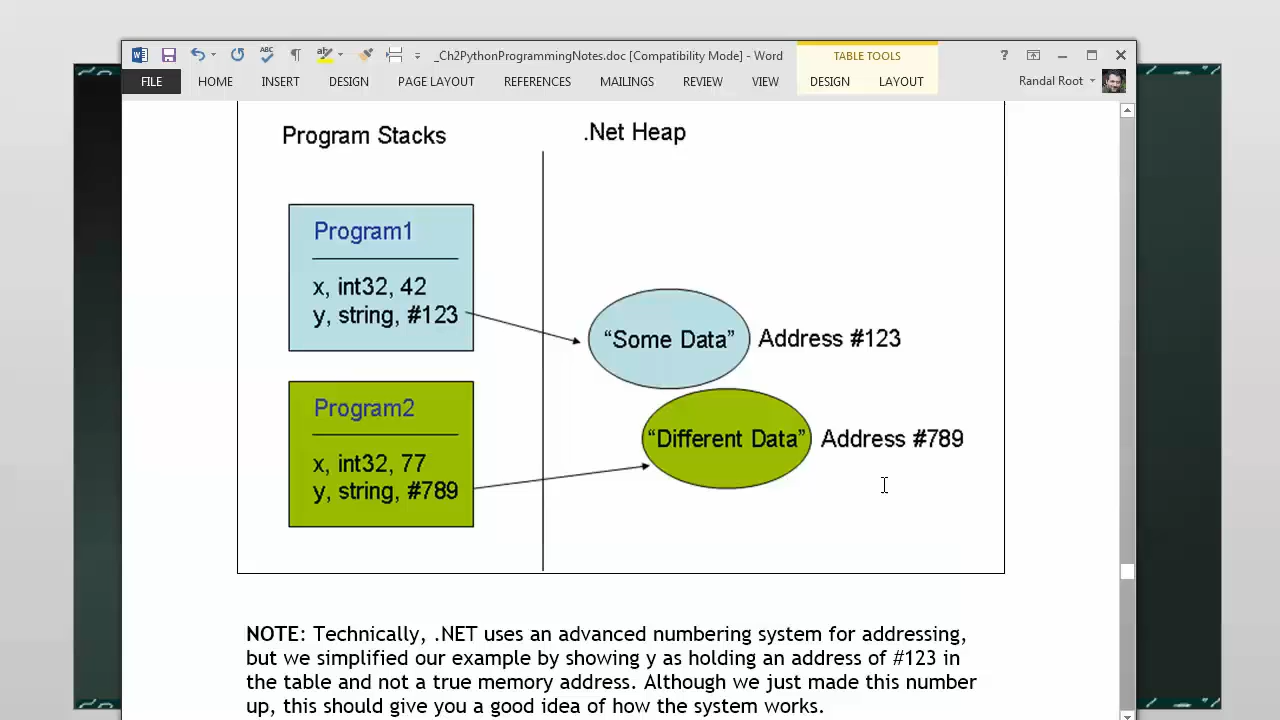 _Ch2PythonProgrammingNotes.doc [Compatibility Mode] - Word
TABLE TOOLS
?
FILE HOME INSERT DESIGN PAGE LAYOUT REFERENCES MAILINGS REVIEW VIEW DESIGN LAYOUT Randal Root
Program Stacks
.Net Heap
Program1
x, int32, 42
y, string, #123
“Some Data” Address #123
Program2
x, int32, 77
y, string, #789
“Different Data” Address #789
NOTE: Technically, .NET uses an advanced numbering system for addressing,
but we simplified our example by showing y as holding an address of #123 in
the table and not a true memory address. Although we just made this number
up, this should give you a good idea of how the system works.